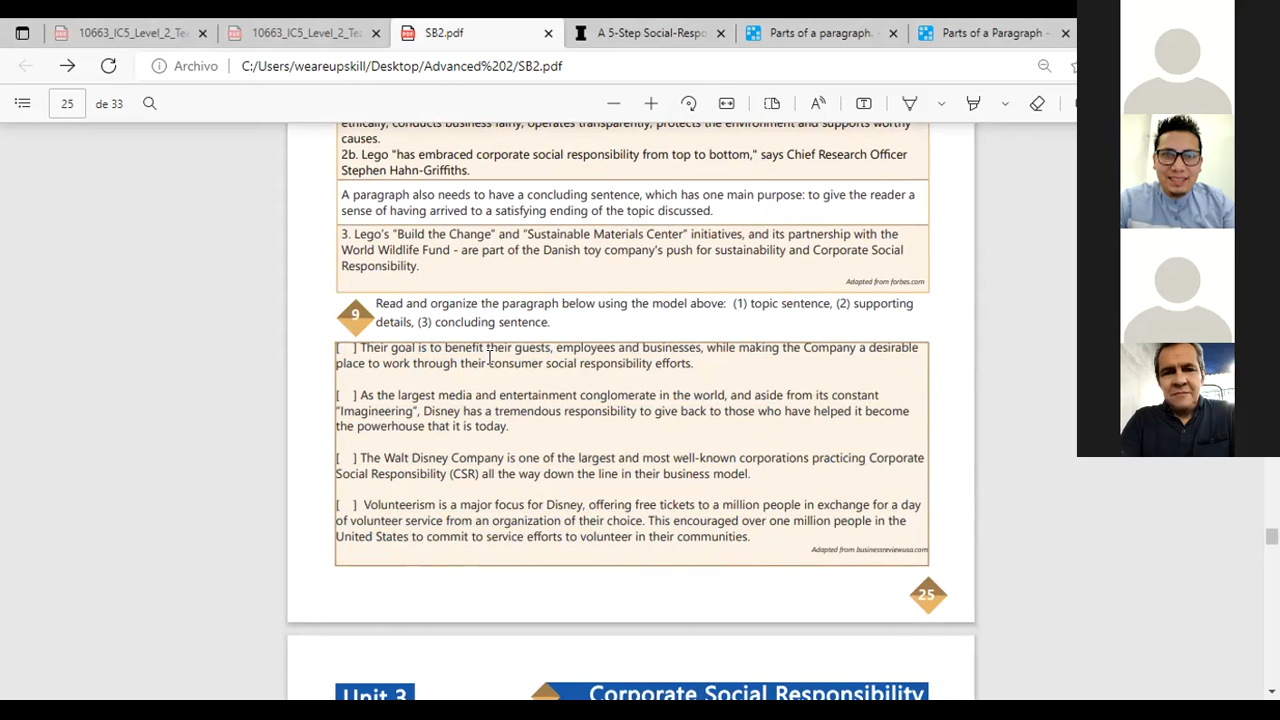 10663_IC5_Level_2_Tea
10663_IC5_Level_2_Tea
SB2.pdf
A 5-Step Social-Respo
Parts of a paragraph. -
Parts of a Paragraph -
Archivo
C:/Users/weareupskill/Desktop/Advanced%202/SB2.pdf
25
de 33
ethically, conducts business fairly, operates transparently, protects the environment and supports worthy
causes.
2b. Lego "has embraced corporate social responsibility from top to bottom," says Chief Research Officer
Stephen Hahn-Griffiths.
A paragraph also needs to have a concluding sentence, which has one main purpose: to give the reader a
sense of having arrived to a satisfying ending of the topic discussed.
3. Lego's "Build the Change" and "Sustainable Materials Center" initiatives, and its partnership with the
World Wildlife Fund - are part of the Danish toy company's push for sustainability and Corporate Social
Responsibility.
Adapted from forbes.com
9
Read and organize the paragraph below using the model above: (1) topic sentence, (2) supporting
details, (3) concluding sentence.
[ ] Their goal is to benefit their guests, employees and businesses, while making the Company a desirable
place to work through their consumer social responsibility efforts.
[ ] As the largest media and entertainment conglomerate in the world, and aside from its constant
"Imagineering", Disney has a tremendous responsibility to give back to those who have helped it become
the powerhouse that it is today.
[ ] The Walt Disney Company is one of the largest and most well-known corporations practicing Corporate
Social Responsibility (CSR) all the way down the line in their business model.
[ ] Volunteerism is a major focus for Disney, offering free tickets to a million people in exchange for a day
of volunteer service from an organization of their choice. This encouraged over one million people in the
United States to commit to service efforts to volunteer in their communities.
Adapted from businessreviewusa.com
25
Unit 3
Corporate Social Responsibility